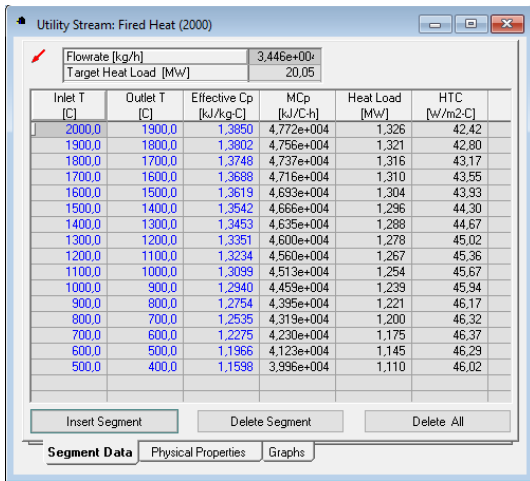 Utility Stream: Fired Heat (2000)
Flowrate [kg/h] 3,446e+00
Target Heat Load [MW] 20,05
Inlet T Outlet T Effective Cp MCp Heat Load HTC
[C] [C] [kJ/kg-C] [kJ/C-h] [MW] [W/m2-C]
2000,0 1900,0 1,3850 4,772e+004 1,326 42,42
1900,0 1800,0 1,3802 4,756e+004 1,321 42,80
1800,0 1700,0 1,3748 4,737e+004 1,316 43,17
1700,0 1600,0 1,3688 4,716e+004 1,310 43,55
1600,0 1500,0 1,3619 4,693e+004 1,304 43,93
1500,0 1400,0 1,3542 4,666e+004 1,296 44,30
1400,0 1300,0 1,3453 4,635e+004 1,288 44,67
1300,0 1200,0 1,3351 4,600e+004 1,278 45,02
1200,0 1100,0 1,3234 4,560e+004 1,267 45,36
1100,0 1000,0 1,3099 4,513e+004 1,254 45,67
1000,0 900,0 1,2940 4,459e+004 1,239 45,94
900,0 800,0 1,2754 4,395e+004 1,221 46,17
800,0 700,0 1,2535 4,319e+004 1,200 46,32
700,0 600,0 1,2275 4,230e+004 1,175 46,37
600,0 500,0 1,1966 4,123e+004 1,145 46,29
500,0 400,0 1,1598 3,996e+004 1,110 46,02
Insert Segment Delete Segment Delete All
Segment Data Physical Properties Graphs